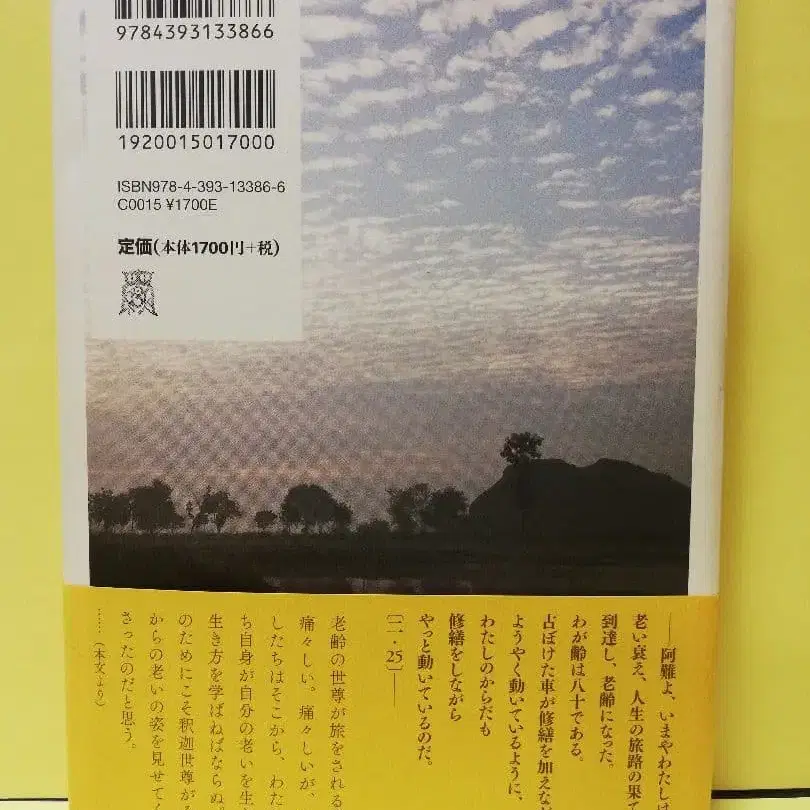 9784393133866
1920015017000
ISBN978-4-393-13386-6
C0015 ¥1700E
定価(本体1700円+税)
――阿難よ、いまやわたしは
老い衰え、人生の旅路の果て
到達し、老齢になった。
わが齢は八十である。
古ぼけた車が修繕を加えな
ようやく動いているように、
わたしのからだも
修繕をしながら
やっと動いているのだ。
〔二・25〕――
老齢の世尊が旅をされる
痛々しい。痛々しいが、
したちはそこから、わた
ち自身が自分の老いを生
生き方を学ばねばならぬ。
のためにこそ釈迦世尊が
からの老いの姿を見せてく
さったのだと思う。
……（本文より）